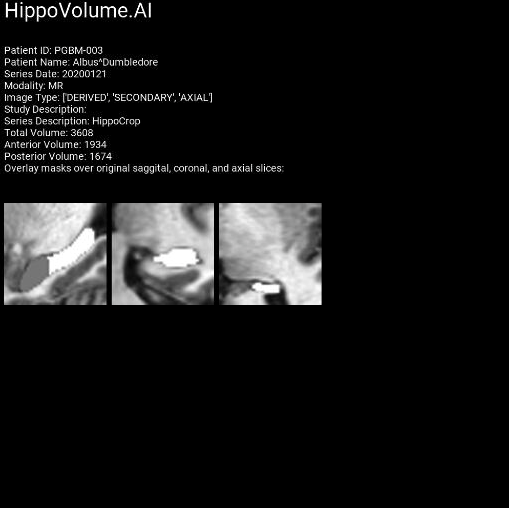 HippoVolume.AI
Patient ID: PGBM-003
Patient Name: Albus^Dumbledore
Series Date: 20200121
Modality: MR
Image Type: ['DERIVED', 'SECONDARY', 'AXIAL']
Study Description:
Series Description: HippoCrop
Total Volume: 3608
Anterior Volume: 1934
Posterior Volume: 1674
Overlay masks over original saggital, coronal, and axial slices: